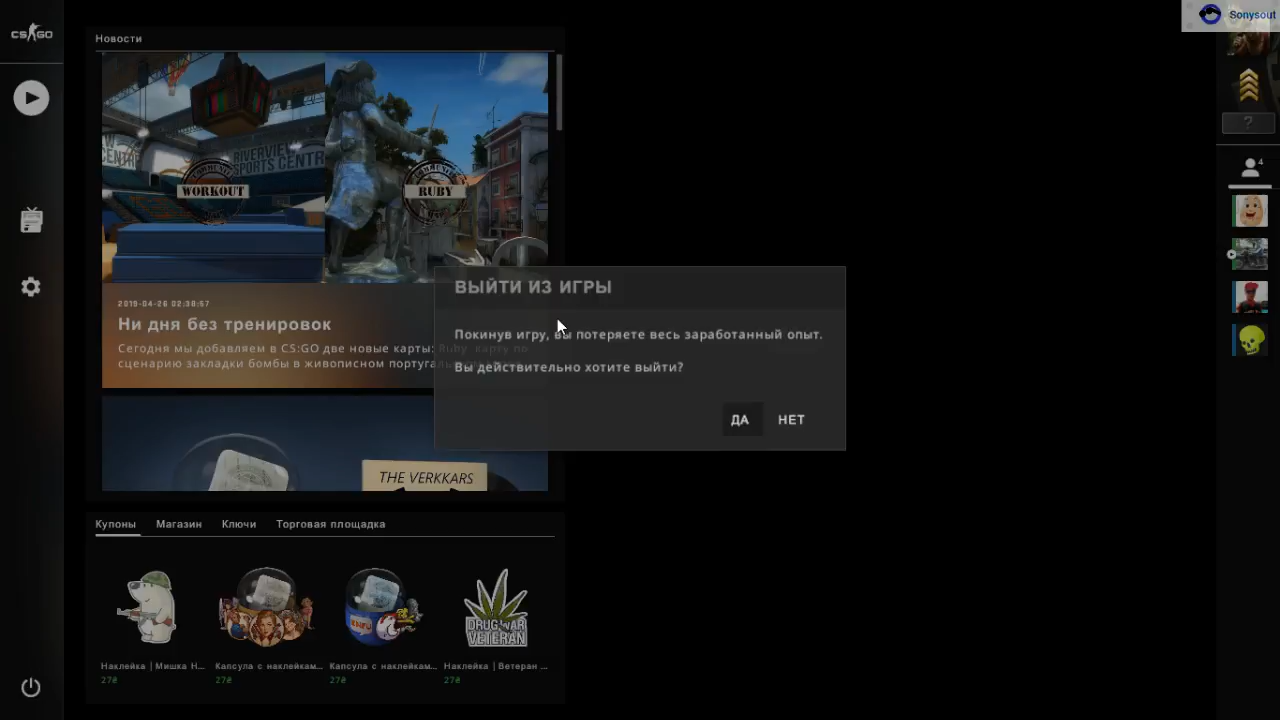 CS GO
Sonysout
Новости
RIVERVIEW
SPORTS CENTRE
COMMUNITY
WORKOUT
COMMUNITY
RUBY
?
4
2019-04-26 02:38:57
Ни дня без тренировок
Сегодня мы добавляем в CS:GO две новые карты: Ruby, карту по
сценарию закладки бомбы в живописном
ВЫЙТИ ИЗ ИГРЫ
Покинув игру, вы потеряете весь заработанный опыт.
Вы действительно хотите выйти?
ДА НЕТ
THE VERKKARS
Купоны Магазин Ключи Торговая площадка
DRUG WAR
VETERAN
Наклейка | Мишка Н... Капсула с наклейкам... Капсула с наклейкам... Наклейка | Ветеран ...
27₴ 27₴ 27₴ 27₴